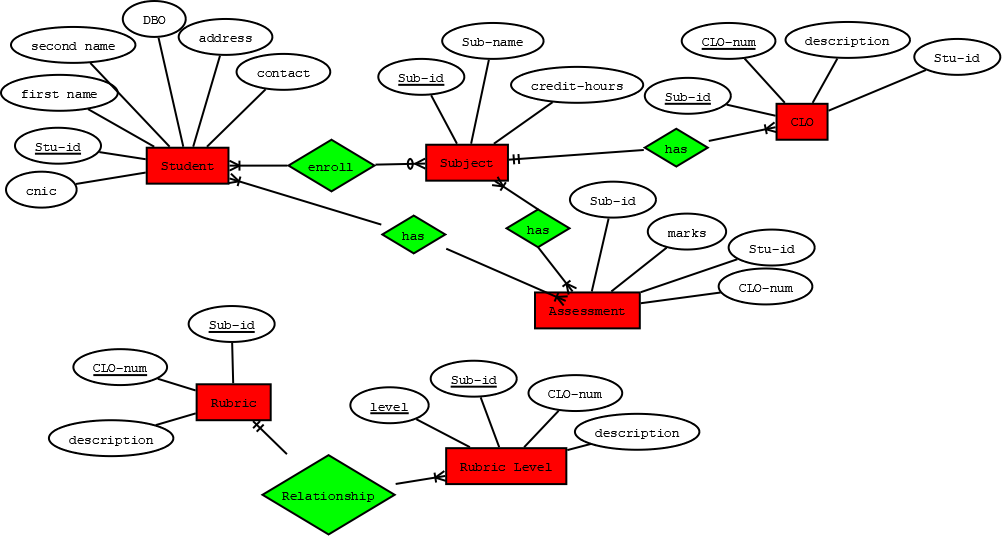 DBO
second name
address
contact
first name
Stu-id
cnic
Student
enroll
Sub-name
Sub-id
credit-hours
Subject
has
CLO-num
description
Stu-id
Sub-id
CLO
has
has
Sub-id
marks
Stu-id
CLO-num
Assessment
Sub-id
CLO-num
description
Rubric
Relationship
level
Sub-id
CLO-num
description
Rubric Level